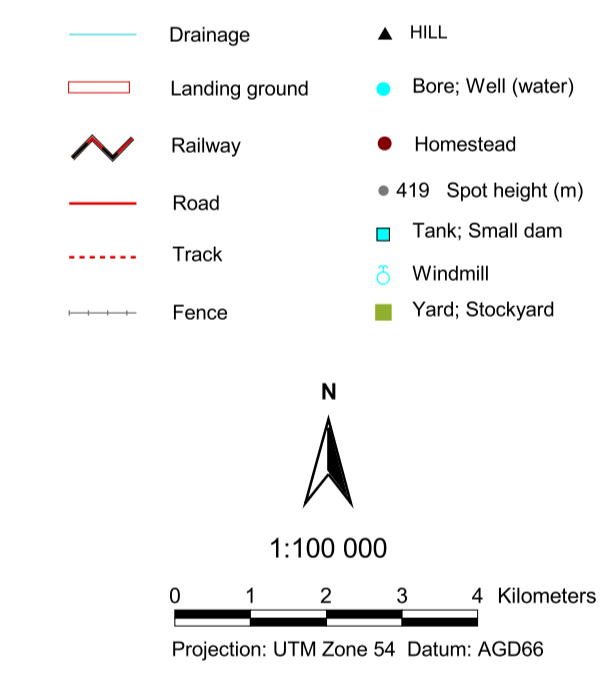 Drainage
Landing ground
Railway
Road
Track
Fence
HILL
Bore; Well (water)
Homestead
419 Spot height (m)
Tank; Small dam
Windmill
Yard; Stockyard
N
1:100 000
0 1 2 3 4 Kilometers
Projection: UTM Zone 54 Datum: AGD66